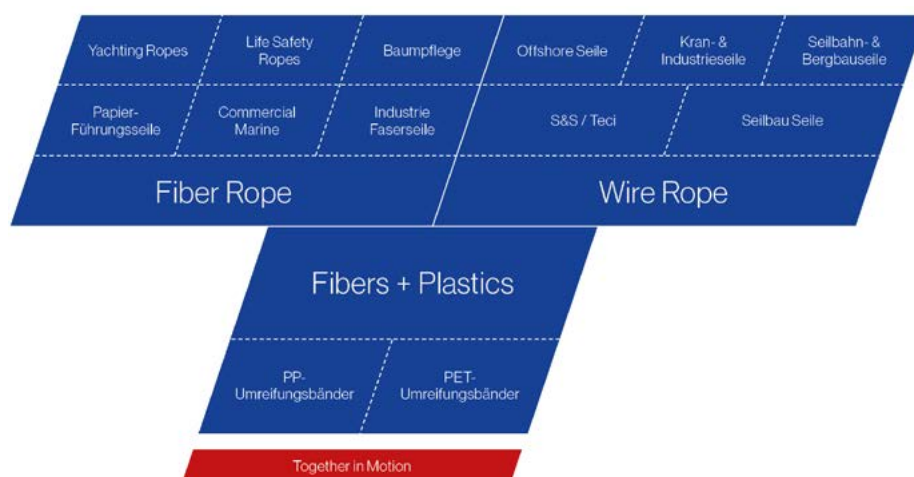 Yachting Ropes
Life Safety
Ropes
Baumpflege
Offshore Seile
Kran- &
Industrieseile
Seilbahn- &
Bergbauseile
Papier-
Führungsseile
Commercial
Marine
Industrie
Faserseile
S&S / Teci
Seilbau Seile
Fiber Rope
Wire Rope
Fibers + Plastics
PP-
Umreifungsbänder
PET-
Umreifungsbänder
Together in Motion